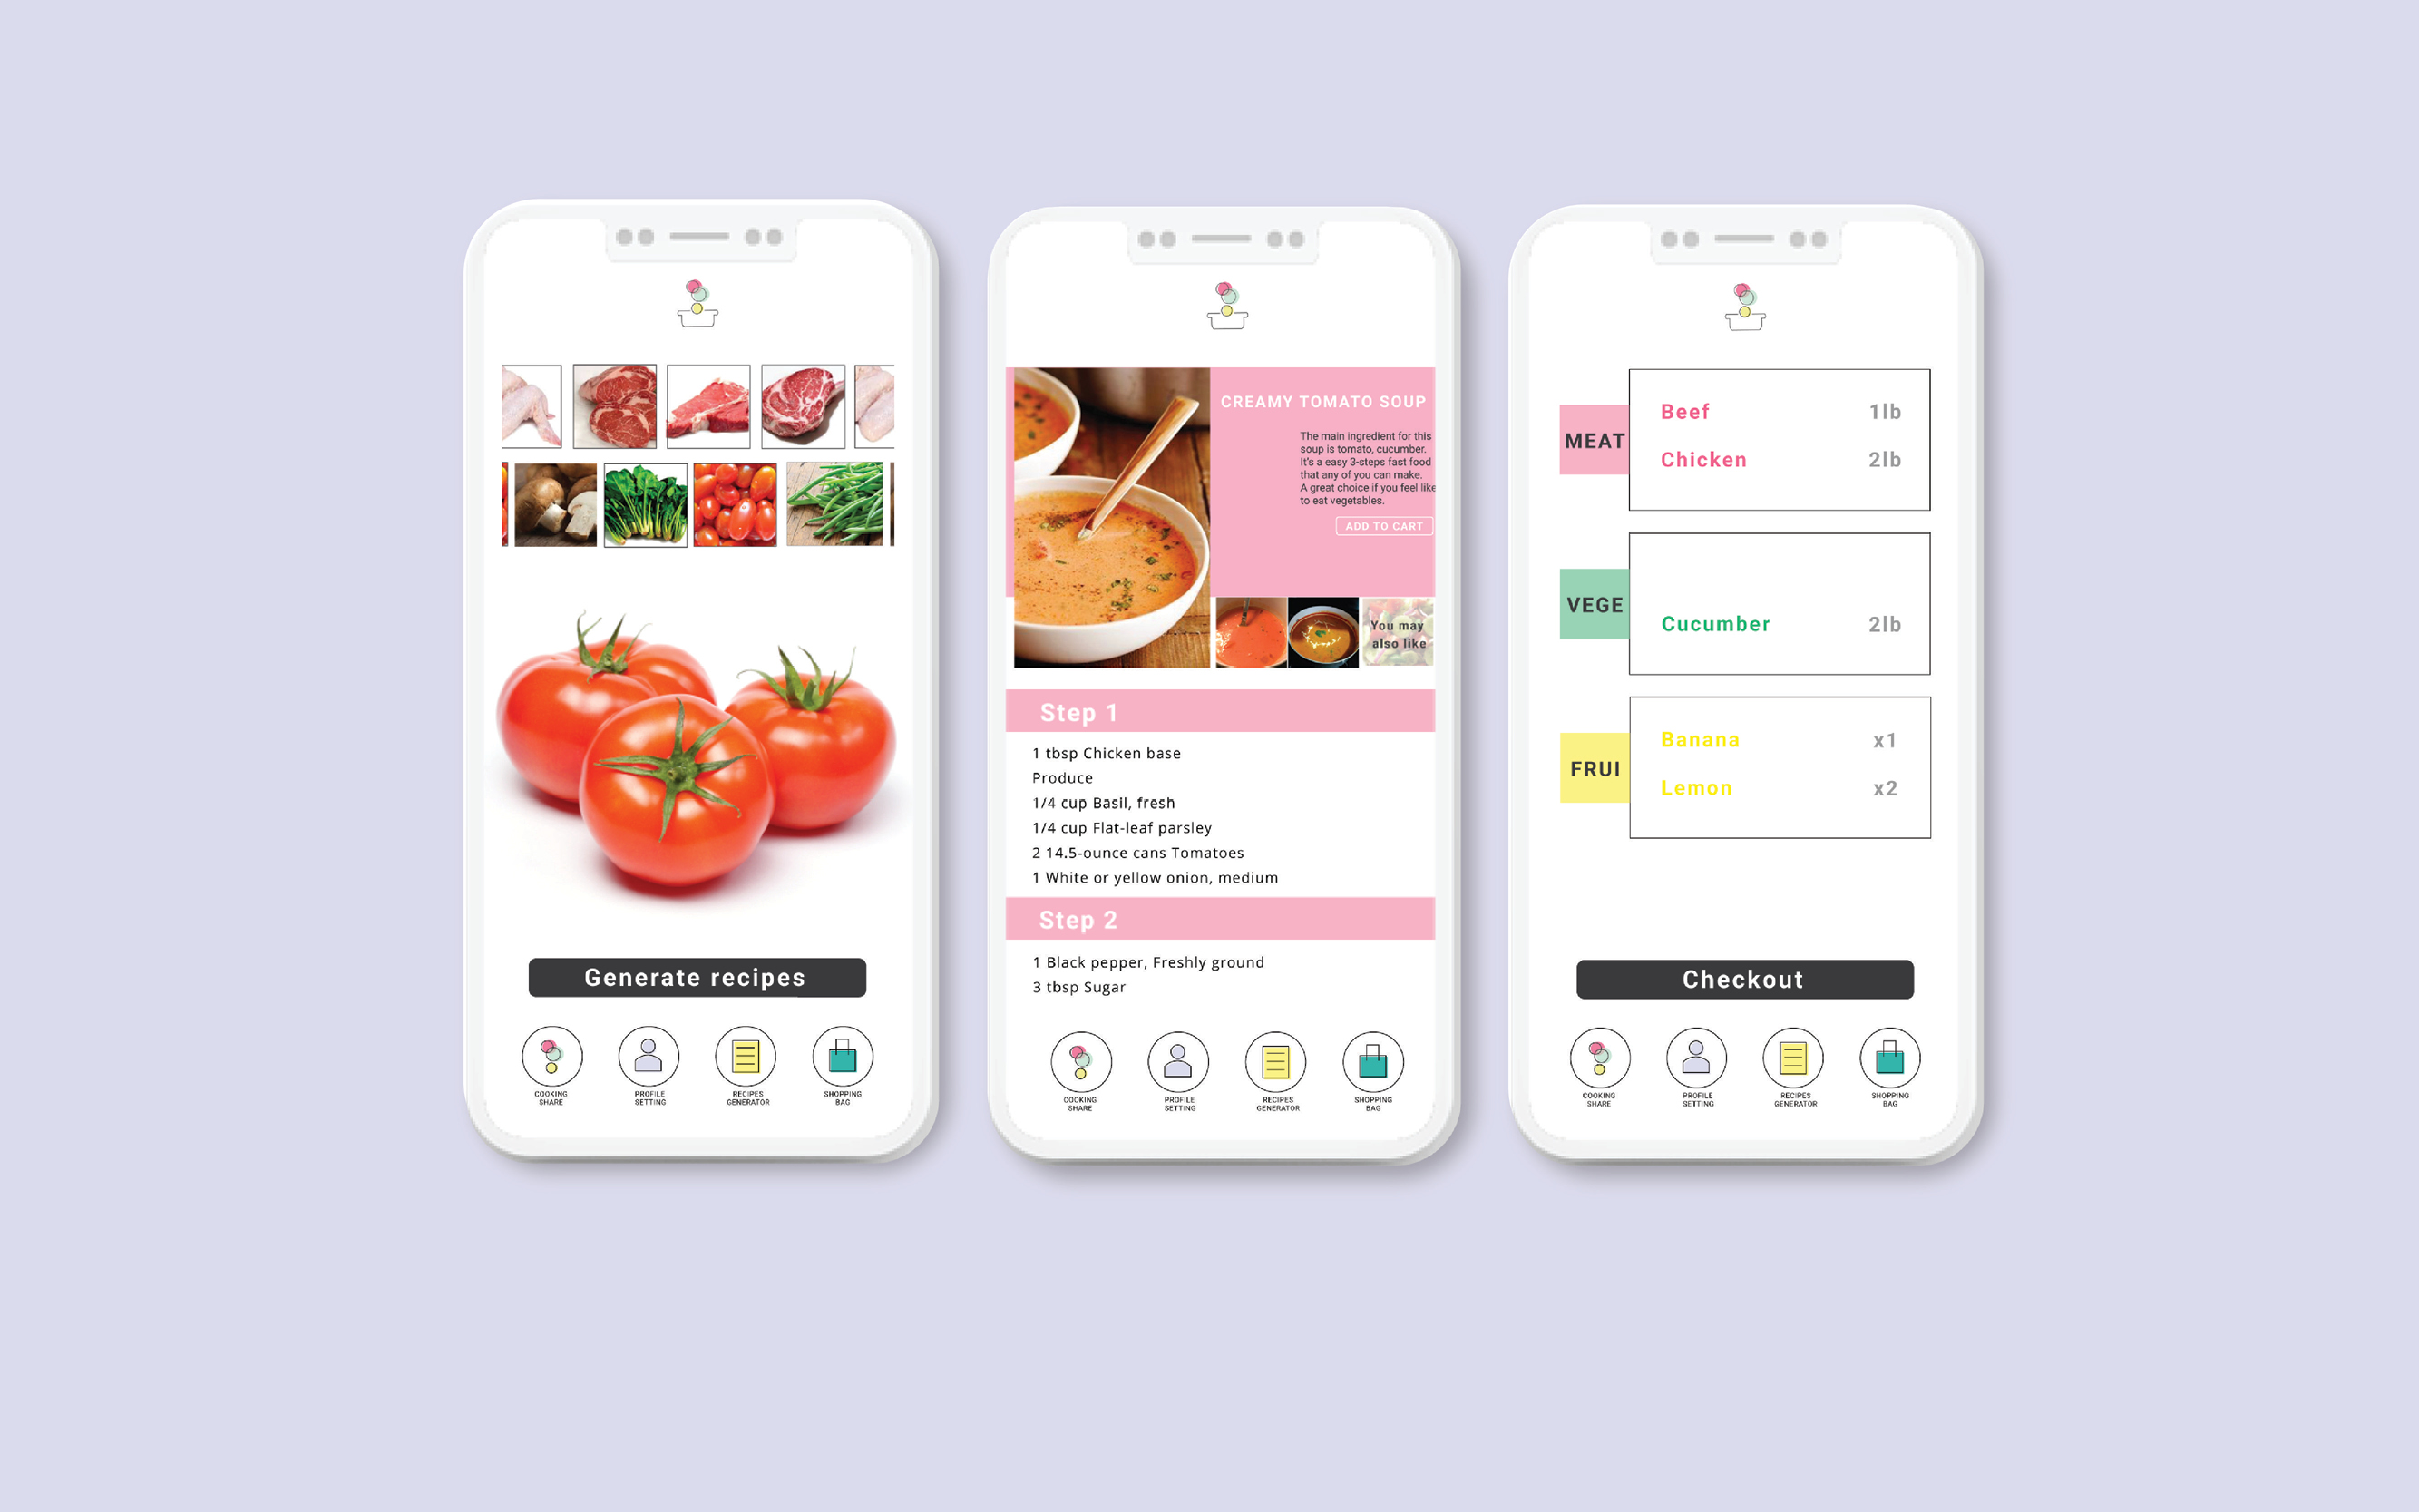 Generate recipes
COOKING
SHARE
PROFILE
SETTING
RECIPES
GENERATOR
SHOPPING
BAG
CREAMY TOMATO SOUP
The main ingredient for this
soup is tomato, cucumber.
It's a easy 3-steps fast food
that any of you can make.
A great choice if you feel like
to eat vegetables.
ADD TO CART
You may
also like
Step 1
1 tbsp Chicken base
Produce
1/4 cup Basil, fresh
1/4 cup Flat-leaf parsley
2 14.5-ounce cans Tomatoes
1 White or yellow onion, medium
Step 2
1 Black pepper, Freshly ground
3 tbsp Sugar
COOKING
SHARE
PROFILE
SETTING
RECIPES
GENERATOR
SHOPPING
BAG
MEAT
Beef 1lb
Chicken 2lb
VEGE
Cucumber 2lb
FRUI
Banana x1
Lemon x2
Checkout
COOKING
SHARE
PROFILE
SETTING
RECIPES
GENERATOR
SHOPPING
BAG